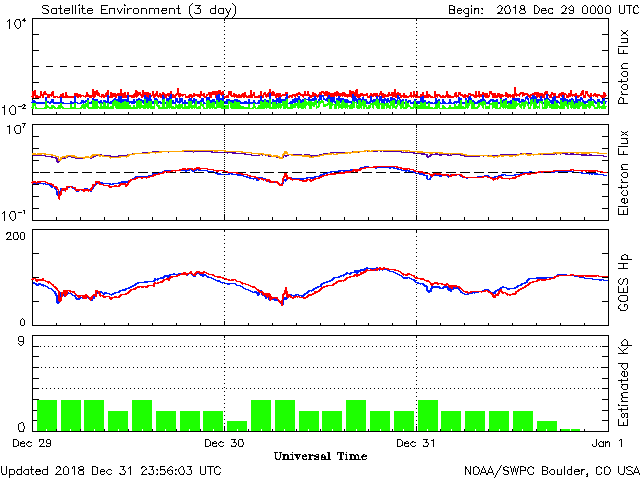 Satellite Environment (3 day)
Begin: 2018 Dec 29 0000 UTC
10⁴
10⁻²
Proton Flux
10⁷
10⁻¹
Electron Flux
200
0
GOES Hp
9
0
Estimated Kp
Dec 29
Dec 30
Dec 31
Jan 1
Universal Time
Updated 2018 Dec 31 23:56:03 UTC
NOAA/SWPC Boulder, CO USA